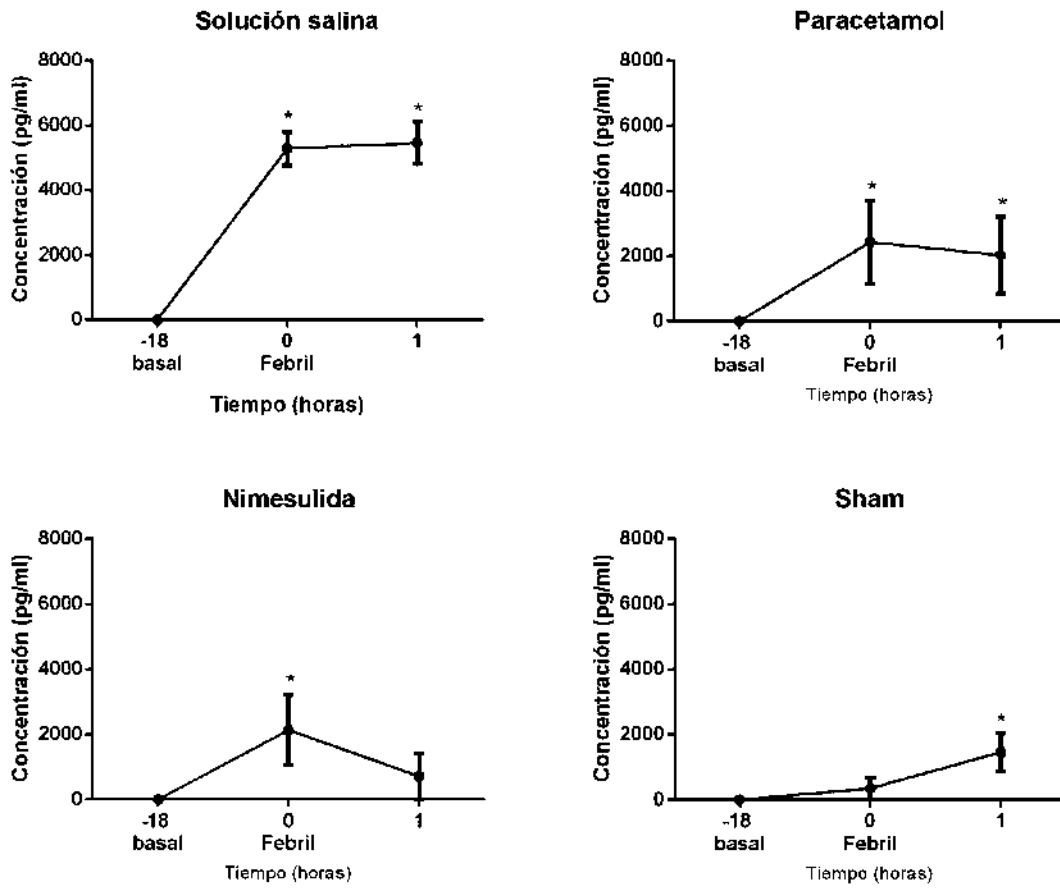 Solución salina
Concentración (pg/ml)
8000
6000
4000
2000
0
*
*
-18
basal
0
Febril
1
Tiempo (horas)
Paracetamol
Concentración (pg/ml)
8000
6000
4000
2000
0
*
*
-18
basal
0
Febril
1
Tiempo (horas)
Nimesulida
Concentración (pg/ml)
8000
6000
4000
2000
0
*
-18
basal
0
Febril
1
Tiempo (horas)
Sham
Concentración (pg/ml)
8000
6000
4000
2000
0
*
-18
basal
0
Febril
1
Tiempo (horas)